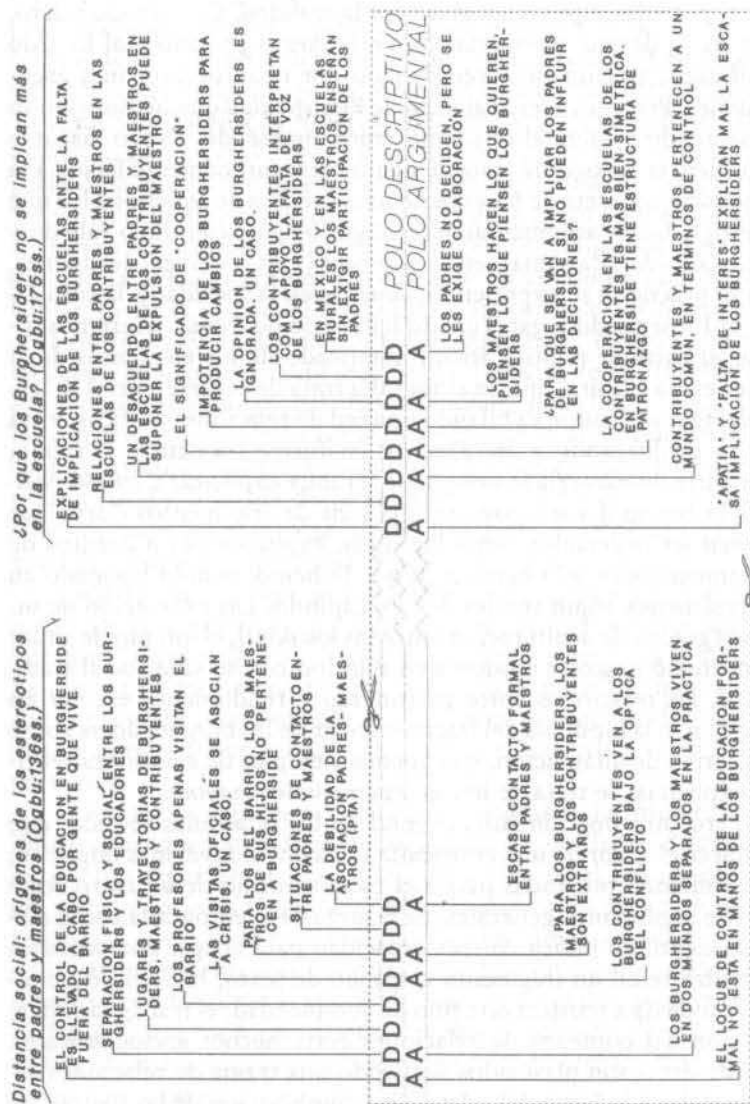 Distancia social: orígenes de los estereotipos
entre padres y maestros (Ogbu:136ss.)
EL CONTROL DE LA EDUCACION EN BURGHERSIDE
ES LLEVADO A CABO POR GENTE QUE VIVE
FUERA DEL BARRIO
SEPARACION FISICA Y SOCIAL ENTRE LOS BUR-
GHERSIDERS Y LOS EDUCADORES
LUGARES Y TRAYECTORIAS DE BURGHERSI-
DERS, MAESTROS Y CONTRIBUYENTES
LOS PROFESORES APENAS VISITAN EL
BARRIO
LAS VISITAS OFICIALES SE ASOCIAN
A CRISIS. UN CASO.
PARA LOS DEL BARRIO LOS MAES-
TROS DE SUS HIJOS NO PERTENE-
CEN BURGHERSIDE
SITUACIONES DE CONTACTO EN-
TRE PADRES Y MAESTROS
LA DEBILIDAD DE LA
ASOCIACION PADRES-MAES-
TROS (PTA)
D D D D D D D D
A A A A A
ESCASO CONTACTO FORMAL
ENTRE PADRES Y MAESTROS
PARA LOS BURGHERSIDERS LOS
MAESTROS Y LOS CONTRIBUYENTES
SON EXTRAÑOS
LOS CONTRIBUYENTES VEN A LOS
BURGHERSIDERS BAJO LA OPTICA
DEL CONFLICTO.
LOS BURGHERSIDERS Y LOS MAESTROS VIVEN
EN DOS MUNDOS SEPARADOS EN LA PRACTICA
EL LOCUS DE CONTROL DE LA EDUCACION FOR-
MAL NO ESTA EN MANOS DE LOS BURGHERSIDERS
¿Por qué los Burghersiders no se implican más
en la escuela? (Ogbu:175ss.)
EXPLICACIONES DE LAS ESCUELAS ANTE LA FALTA
DE IMPLICACION DE LOS BURGHERSIDERS
RELACIONES ENTRE PADRES Y MAESTROS EN LAS
ESCUELAS DE LOS CONTRIBUYENTES
UN DESACUERDO ENTRE PADRES Y MAESTROS EN
LAS ESCUELAS DE LOS CONTRIBUYENTES PUEDE
SUPONER LA EXPULSION DEL MAESTRO
EL SIGNIFICADO DE "COOPERACION"
IMPOTENCIA DE LOS BURGHERSIDERS PARA
PRODUCIR CAMBIOS
LA OPINION DE LOS BURGHERSIDERS ES
IGNORADA. UN CASO.
LOS CONTRIBUYENTES INTERPRETAN
COMO APOYO LA FALTA DE VOZ
DE LOS BURGHERSIDERS
EN MEXICO Y EN LAS ZONAS
RURALES LOS MAESTROS ENSEÑAN
SIN EXIGIR PARTICIPACION DE LOS
PADRES
D D D D D D D D
A A A A A A
POLO DESCRIPTIVO
POLO ARGUMENTAL
LOS PADRES NO DECIDEN, PERO SE
LES EXIGE COLABORACION
LOS MAESTROS HACEN LO QUE QUIEREN,
PIENSEN LO QUE PIENSEN LOS BURGHER-
SIDERS
¿PARA QUE SE VAN A IMPLICAR LOS PADRES
DE BURGH SI NO PUEDEN INFLUIR
EN LAS DECISIONES?
LA COOPERACION EN LAS ESCUELAS DE LOS
CONTRIBUYENTES ES MAS BIEN SIMETRICA,
PATRONAZGO.
CONTRIBUYENTES Y MAESTROS PERTENECEN A UN
MUNDO COMUN, EN TERMINOS DE CONTROL
"APATIA" Y "FALTA DE INTERES" EXPLICAN MAL LA ESCA-
SA IMPLICACION DE LOS BURGHERSIDERS